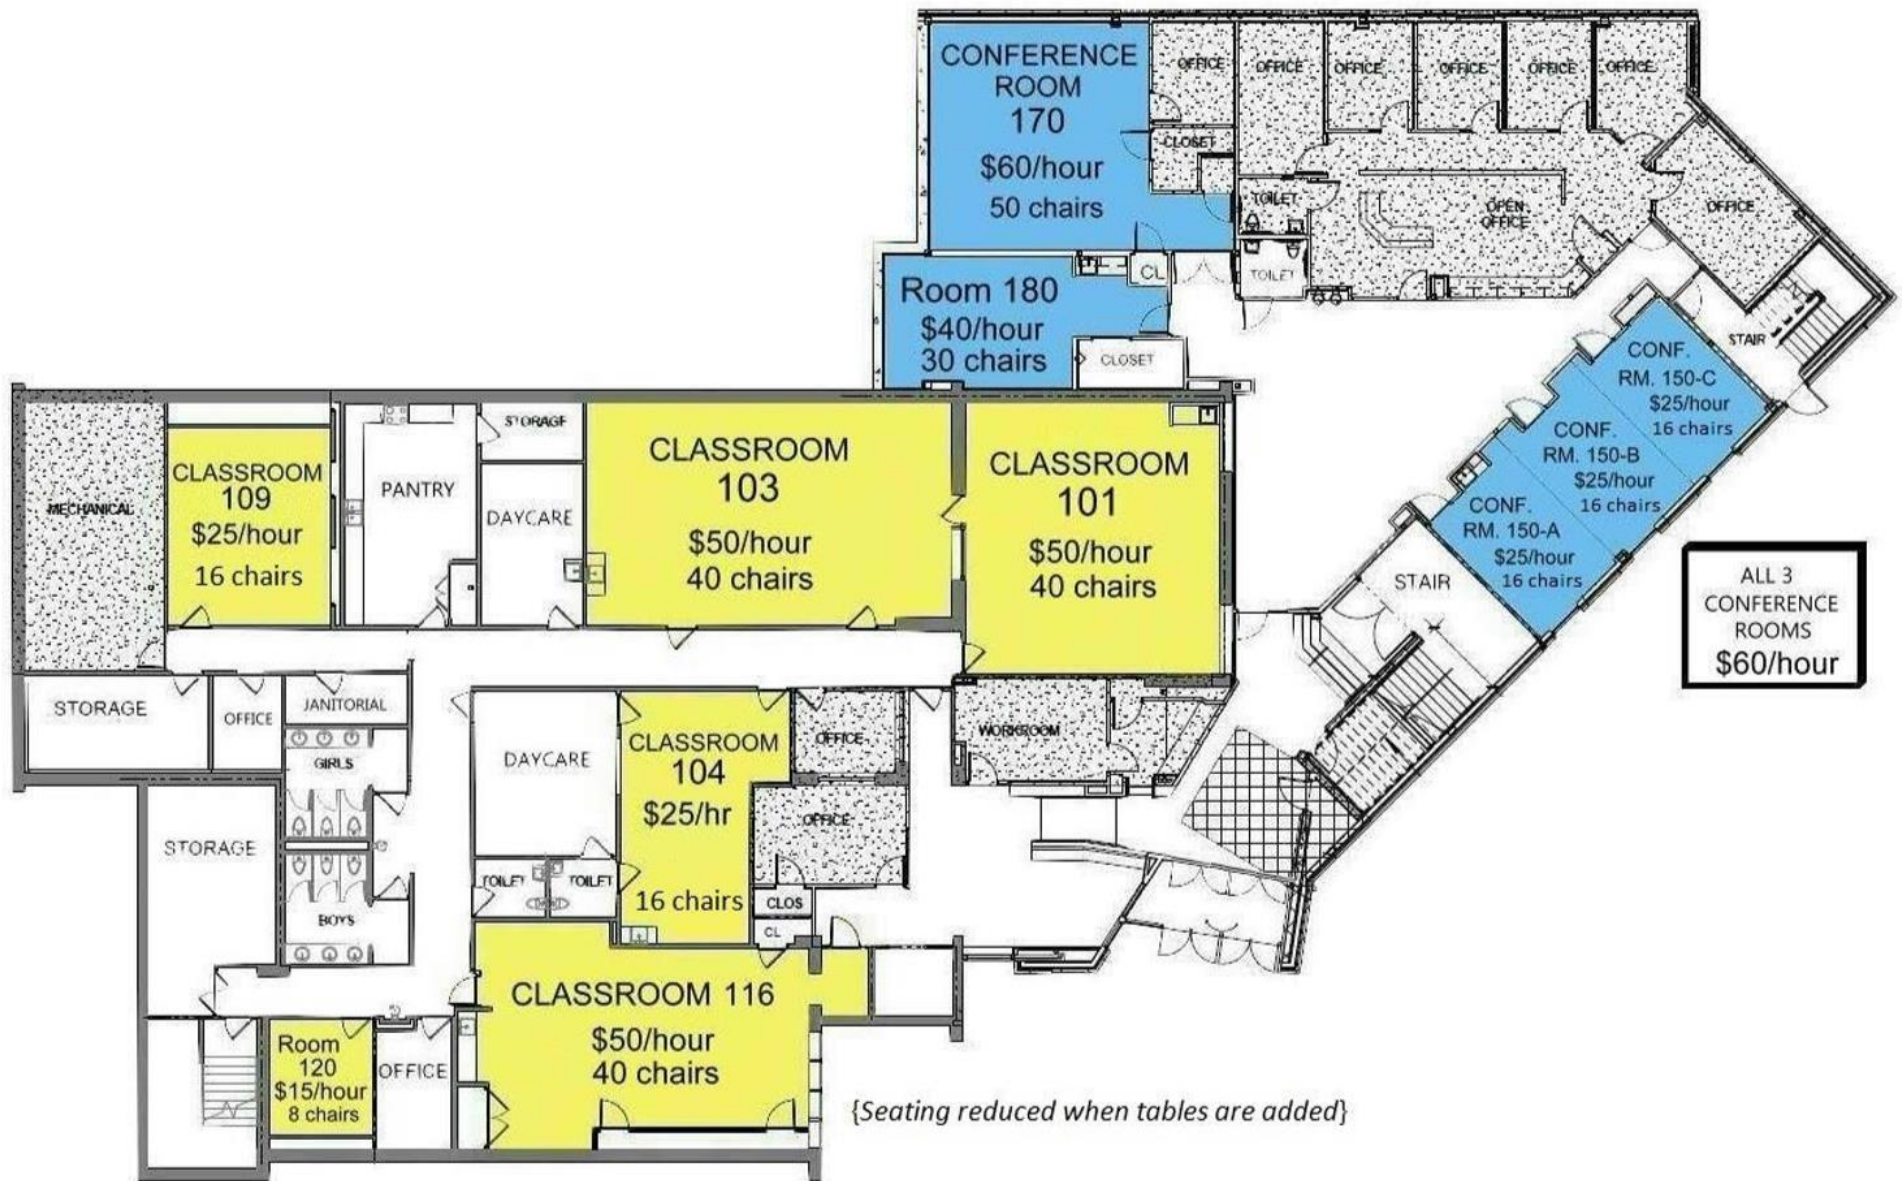 CONFERENCE
ROOM
170
$60/hour
50 chairs
OFFICE
OFFICE
OFFICE
OFFICE
OFFICE
OFFICE
CLOSET
TOILET
OPEN
OFFICE
OFFICE
TOILET
CL
Room 180
$40/hour
30 chairs
CLOSET
STAIR
CONF.
RM. 150-C
$25/hour
16 chairs
CONF.
RM. 150-B
$25/hour
16 chairs
CONF.
RM. 150-A
$25/hour
16 chairs
STAIR
ALL 3
CONFERENCE
ROOMS
$60/hour
MECHANICAL
CLASSROOM
109
$25/hour
16 chairs
PANTRY
STORAGE
DAYCARE
CLASSROOM
103
$50/hour
40 chairs
CLASSROOM
101
$50/hour
40 chairs
STORAGE
OFFICE
JANITORIAL
GIRLS
DAYCARE
CLASSROOM
104
$25/hr
16 chairs
OFFICE
WORKROOM
OFFICE
STORAGE
TOILET
TOILET
CLOS
CL
BOYS
CLASSROOM 116
$50/hour
40 chairs
Room
120
$15/hour
8 chairs
OFFICE
{Seating reduced when tables are added}